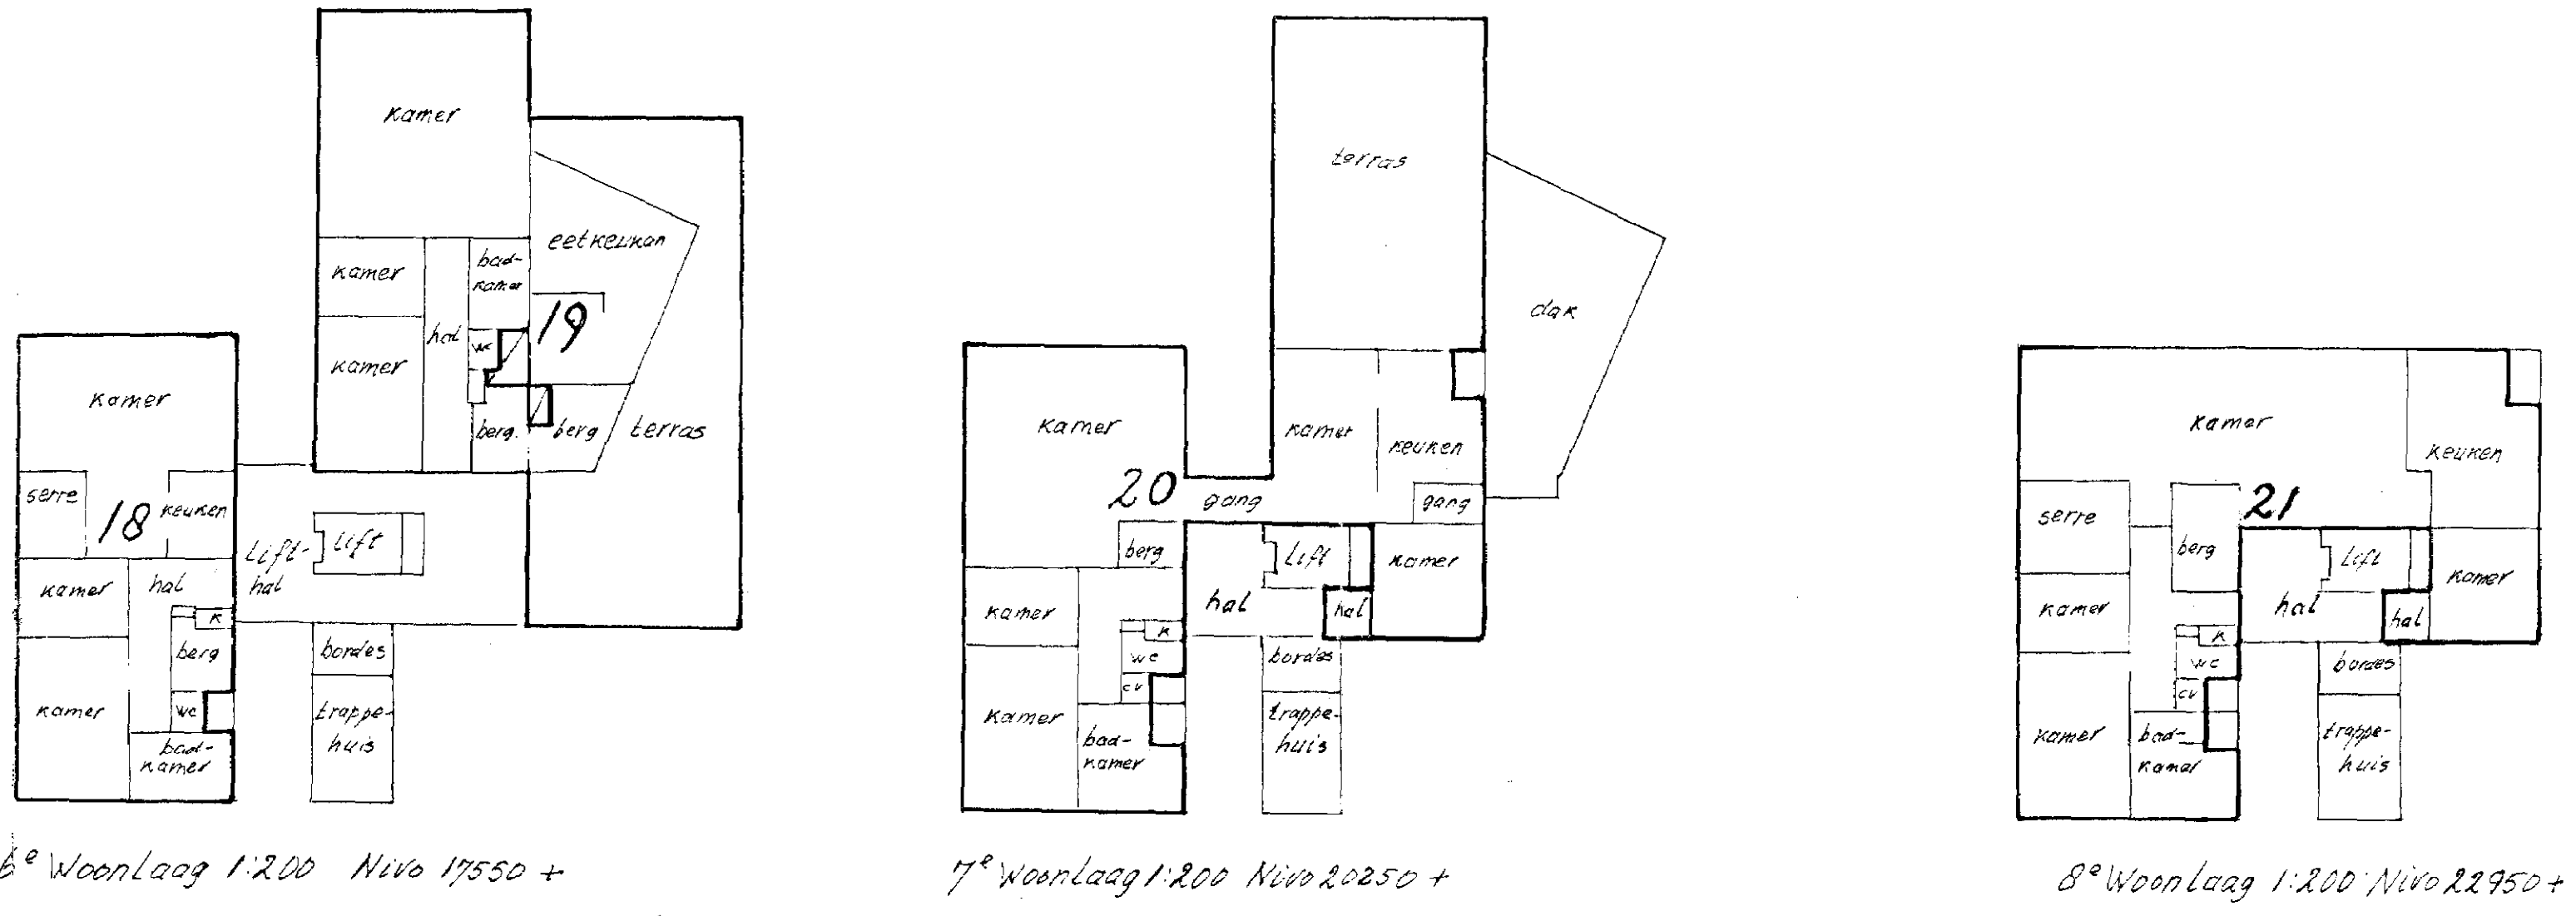 kamer
kamer
bad-
kamer
eetkeuken
19
kamer
hal
wc
berg.
berg
terras
kamer
serre
18
keuken
Lift-
hal
Lift
kamer
hal
K
berg
bordes
kamer
wc
trappe-
huis
bad-
kamer
6e Woonlaag 1:200 Nivo 17550 +
terras
dak
kamer
kamer
keuken
20
gang
gang
berg
Lift
kamer
kamer
hal
hal
K
wc
bordes
cv
kamer
trappe-
huis
bad-
kamer
7e Woonlaag 1:200 Nivo 20250 +
kamer
keuken
serre
21
berg
Lift
kamer
kamer
hal
hal
K
wc
bordes
cv
kamer
bad-
kamer
trappe-
huis
8e Woonlaag 1:200 Nivo 22950 +